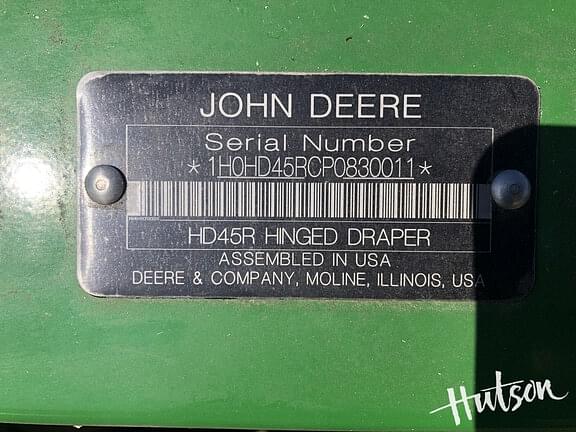 JOHN DEERE
Serial Number
*1H0HD45RCP0830011*
HD45R HINGED DRAPER
ASSEMBLED IN USA
DEERE & COMPANY, MOLINE, ILLINOIS, USA
Hutson